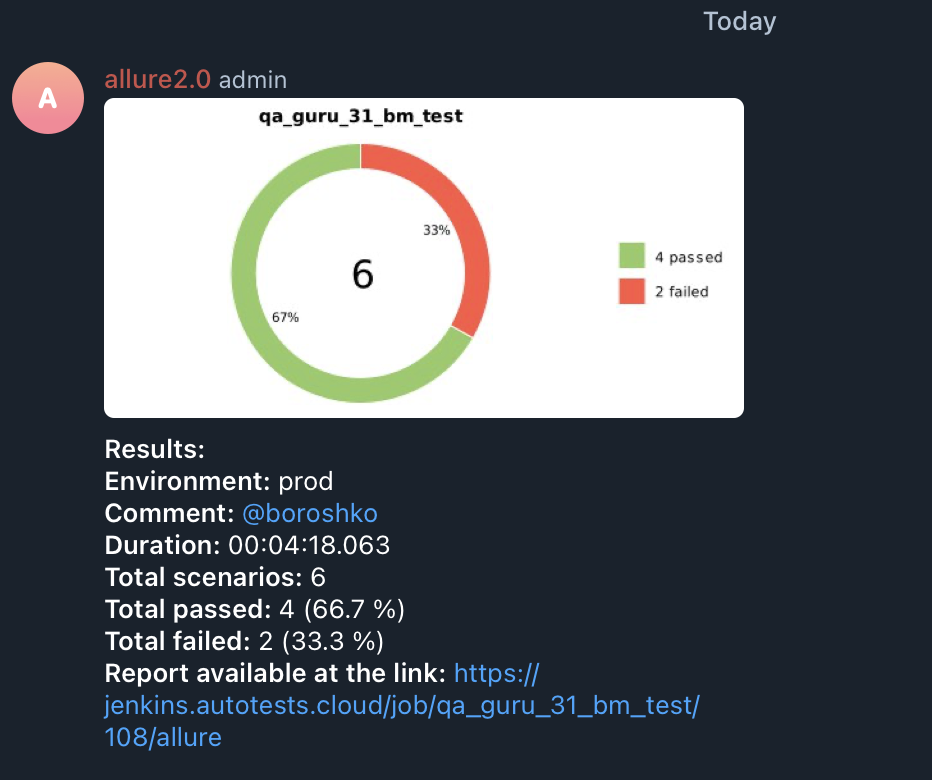 Today
A
allure2.0 admin
qa_guru_31_bm_test
33%
6
67%
4 passed
2 failed
Results:
Environment: prod
Comment: @boroshko
Duration: 00:04:18.063
Total scenarios: 6
Total passed: 4 (66.7 %)
Total failed: 2 (33.3 %)
Report available at the link: https://
jenkins.autotests.cloud/job/qa_guru_31_bm_test/
108/allure